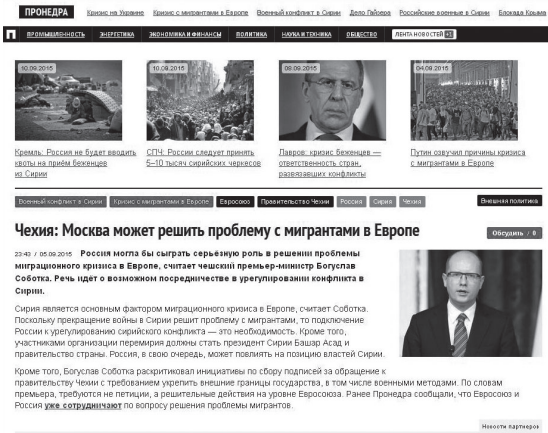 ПРОНЕДРА
Кризис на Украине Кризис с мигрантами в Европе Военный конфликт в Сирии Дело Гайзера Российские военные в Сирии Блокада Крыма
П ПРОМЫШЛЕННОСТЬ ЭНЕРГЕТИКА ЭКОНОМИКА И ФИНАНСЫ ПОЛИТИКА НАУКА И ТЕХНИКА ОБЩЕСТВО ЛЕНТА НОВОСТЕЙ
10.09.2015 10.09.2015 09.09.2015 04.09.2015
Кремль: Россия не будет вводить квоты на приём беженцев из Сирии
СПЧ: России следует принять 5–10 тысяч сирийских черкесов
Лавров: кризис беженцев — ответственность стран, развязавших конфликты
Путин озвучил причины кризиса с мигрантами в Европе
Военный конфликт в Сирии Кризис с мигрантами в Европе Евросоюз Правительство Чехии Россия Сирия Чехия Внешняя политика
Чехия: Москва может решить проблему с мигрантами в Европе
Обсудить / 0
23:43 / 05.09.2015 Россия могла бы сыграть серьёзную роль в решении проблемы
миграционного кризиса в Европе, считает чешский премьер-министр Богуслав
Соботка. Речь идёт о возможном посредничестве в урегулировании конфликта в
Сирии.
Сирия является основным фактором миграционного кризиса в Европе, считает Соботка.
Поскольку прекращение войны в Сирии решит проблему с мигрантами, то подключение
России к урегулированию сирийского конфликта — это необходимость. Кроме того,
участниками организации перемирия должны стать президент Сирии Башар Асад и
правительство страны. Россия, в свою очередь, может повлиять на позицию властей Сирии.
Кроме того, Богуслав Соботка раскритиковал инициативы по сбору подписей за обращение к
правительству Чехии с требованием укрепить внешние границы государства, в том числе военными методами. По словам
премьера, требуются не петиции, а решительные действия на уровне Евросоюза. Ранее Пронедра сообщали, что Евросоюз и
Россия уже сотрудничают по вопросу решения проблемы мигрантов.
Новости партнеров